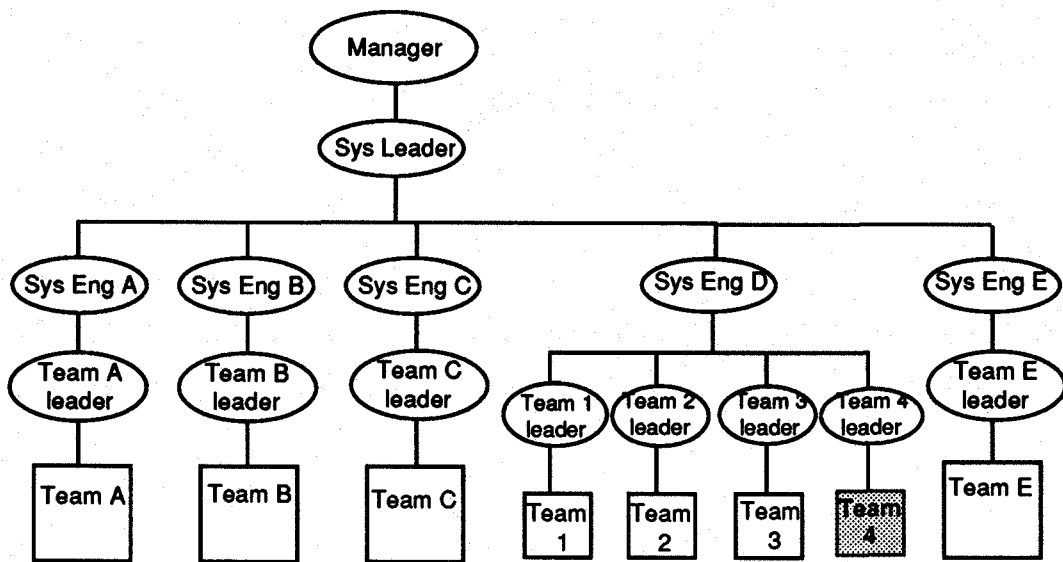 Manager
Sys Leader
Sys Eng A
Sys Eng B
Sys Eng C
Sys Eng D
Sys Eng E
Team A
leader
Team B
leader
Team C
leader
Team 1
leader
Team 2
leader
Team 3
leader
Team 4
leader
Team E
leader
Team A
Team B
Team C
Team
1
Team
2
Team
3
Team
4
Team E